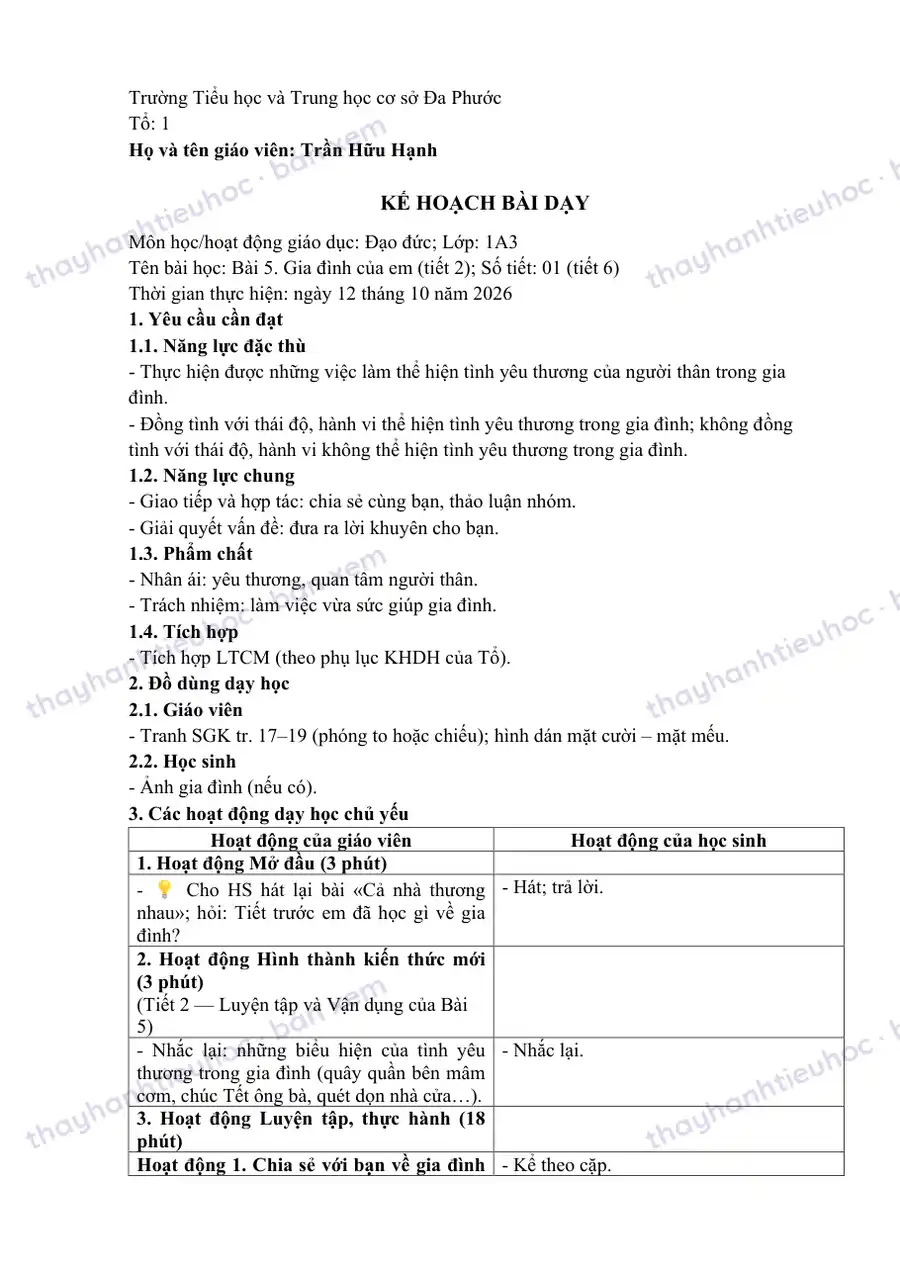 Trường Tiểu học và Trung học cơ sở Đa Phước
Tổ: 1
Họ và tên giáo viên: Trần Hữu Hạnh
KẾ HOẠCH BÀI DẠY
Môn học/hoạt động giáo dục: Đạo đức; Lớp: 1A3
Tên bài học: Bài 5. Gia đình của em (tiết 2); Số tiết: 01 (tiết 6)
Thời gian thực hiện: ngày 12 tháng 10 năm 2026
1. Yêu cầu cần đạt
1.1. Năng lực đặc thù
- Thực hiện được những việc làm thể hiện tình yêu thương của người thân trong gia
đình.
- Đồng tình với thái độ, hành vi thể hiện tình yêu thương trong gia đình; không đồng
tình với thái độ, hành vi không thể hiện tình yêu thương trong gia đình.
1.2. Năng lực chung
- Giao tiếp và hợp tác: chia sẻ cùng bạn, thảo luận nhóm.
- Giải quyết vấn đề: đưa ra lời khuyên cho bạn.
1.3. Phẩm chất
- Nhân ái: yêu thương, quan tâm người thân.
- Trách nhiệm: làm việc vừa sức giúp gia đình.
1.4. Tích hợp
- Tích hợp LTCM (theo phụ lục KHDH của Tổ).
2. Đồ dùng dạy học
2.1. Giáo viên
- Tranh SGK tr. 17–19 (phóng to hoặc chiếu); hình dán mặt cười – mặt mếu.
2.2. Học sinh
- Ảnh gia đình (nếu có).
3. Các hoạt động dạy học chủ yếu
Hoạt động của giáo viên
Hoạt động của học sinh
1. Hoạt động Mở đầu (3 phút)
- 💡 Cho HS hát lại bài «Cả nhà thương
nhau»; hỏi: Tiết trước em đã học gì về gia
đình?
- Hát; trả lời.
2. Hoạt động Hình thành kiến thức mới
(3 phút)
(Tiết 2 — Luyện tập và Vận dụng của Bài
5)
- Nhắc lại: những biểu hiện của tình yêu
thương trong gia đình (quây quần bên mâm
cơm, chúc Tết ông bà, quét dọn nhà cửa…).
- Nhắc lại.
3. Hoạt động Luyện tập, thực hành (18
phút)
Hoạt động 1. Chia sẻ với bạn về gia đình
- Kể theo cặp.
thayhanhtieuhoc · bản xem
thayhanhtieuhoc · b
thayhanhtieuhoc · bản xem
thayhanhtieuhoc · b
thayhanhtieuhoc · bản xem
thayhanhtieuhoc · b